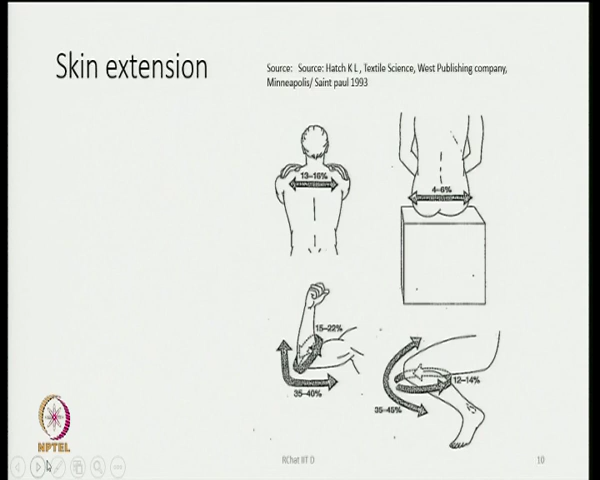 Skin extension
Source: Source: Hatch K L , Textile Science, West Publishing company,
Minneapolis/ Saint paul 1993
13–16%
4–6%
15–22%
35–40%
12–14%
35–45%
NPTEL
RChat IIT D
10